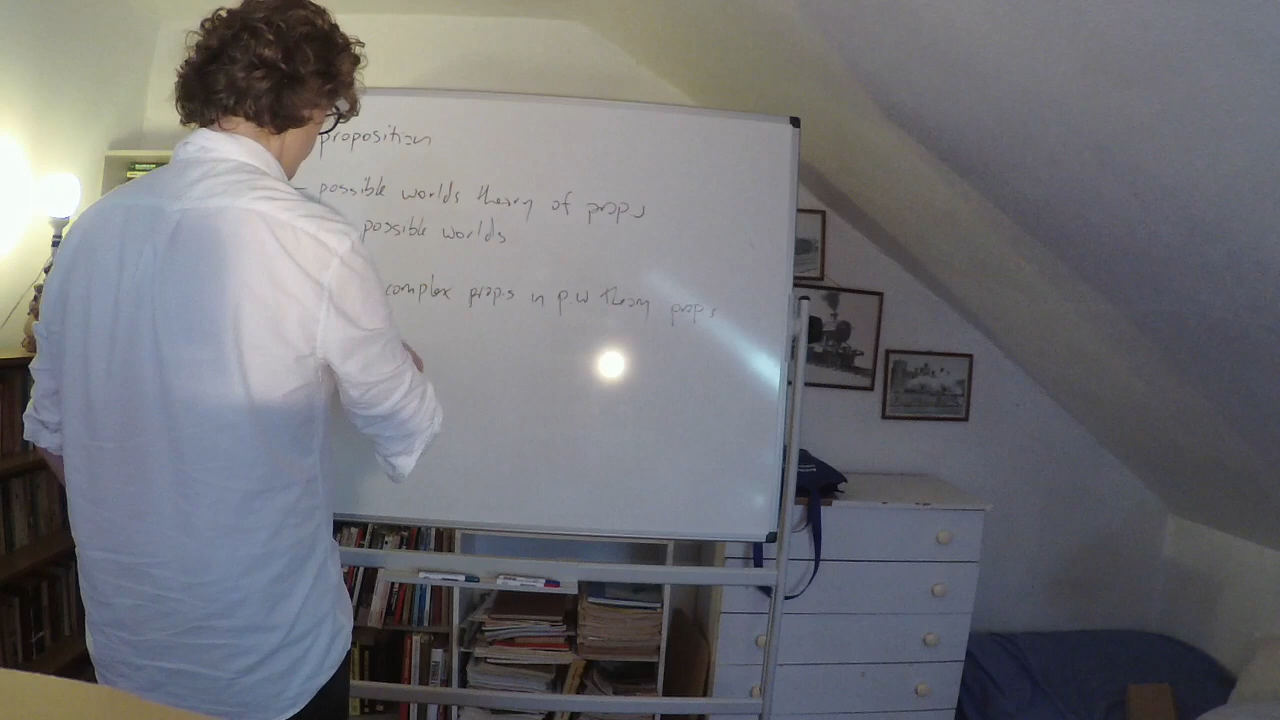 proposition
- possible worlds theory of props
possible worlds
complex props in p.w theory props